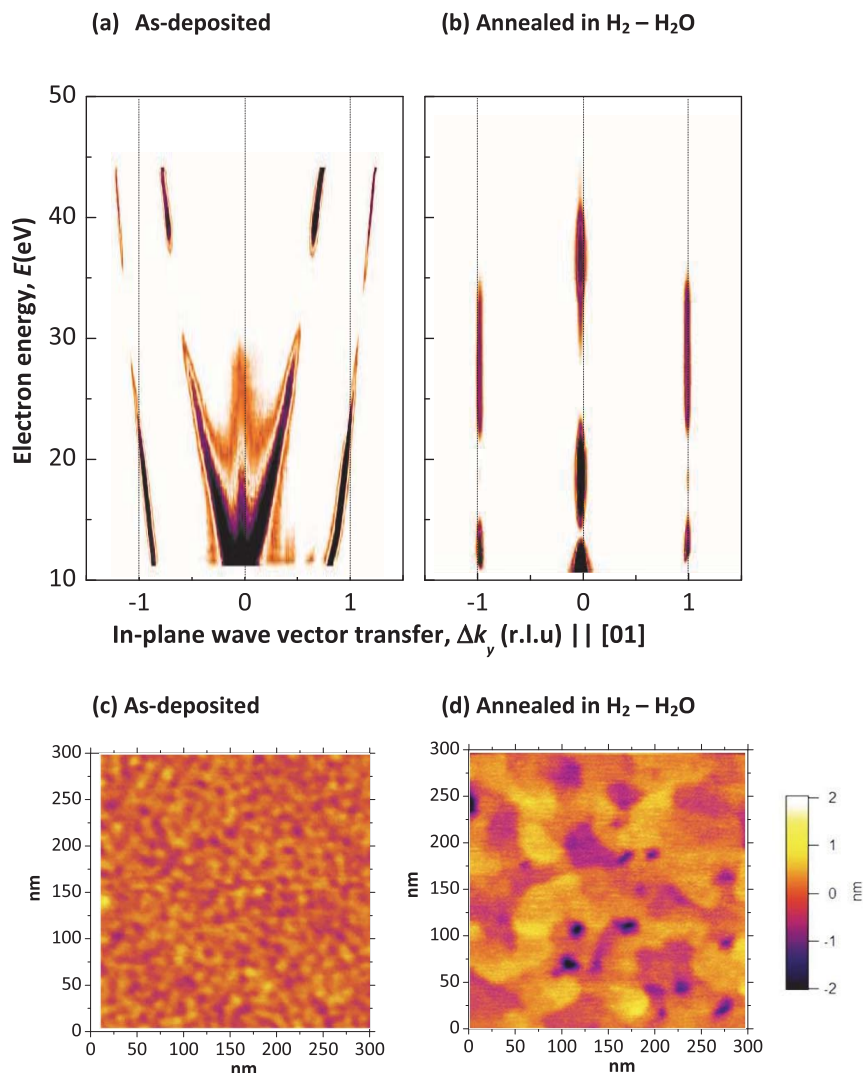 (a) As-deposited
(b) Annealed in H2 – H2O
50
40
30
20
10
Electron energy, E(eV)
-1 0 1
-1 0 1
In-plane wave vector transfer, Δky (r.l.u) || [01]
(c) As-deposited
(d) Annealed in H2 – H2O
300
250
200
150
100
50
0
nm
0 50 100 150 200 250 300
nm
300
250
200
150
100
50
0
nm
0 50 100 150 200 250 300
nm
2
1
0
-1
-2
nm